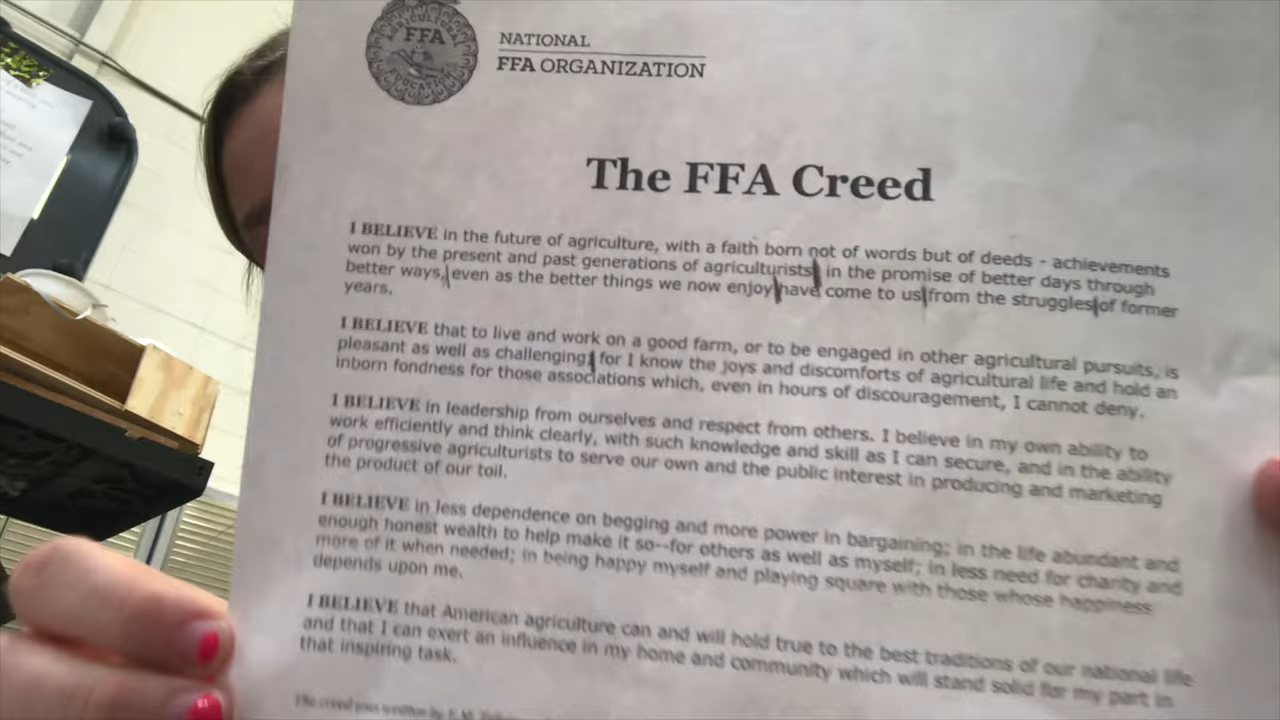 AGRICULTURAL
FFA
EDUCATION
NATIONAL
FFA ORGANIZATION
The FFA Creed
I BELIEVE in the future of agriculture, with a faith born not of words but of deeds - achievements
won by the present and past generations of agriculturists; in the promise of better days through
better ways, even as the better things we now enjoy have come to us from the struggles of former
years.
I BELIEVE that to live and work on a good farm, or to be engaged in other agricultural pursuits, is
pleasant as well as challenging; for I know the joys and discomforts of agricultural life and hold an
inborn fondness for those associations which, even in hours of discouragement, I cannot deny.
I BELIEVE in leadership from ourselves and respect from others. I believe in my own ability to
work efficiently and think clearly, with such knowledge and skill as I can secure, and in the ability
of progressive agriculturists to serve our own and the public interest in producing and marketing
the product of our toil.
I BELIEVE in less dependence on begging and more power in bargaining; in the life abundant and
enough honest wealth to help make it so--for others as well as myself; in less need for charity and
more of it when needed; in being happy myself and playing square with those whose happiness
depends upon me.
I BELIEVE that American agriculture can and will hold true to the best traditions of our national life
and that I can exert an influence in my home and community which will stand solid for my part in
that inspiring task.
The creed was written by E.M.